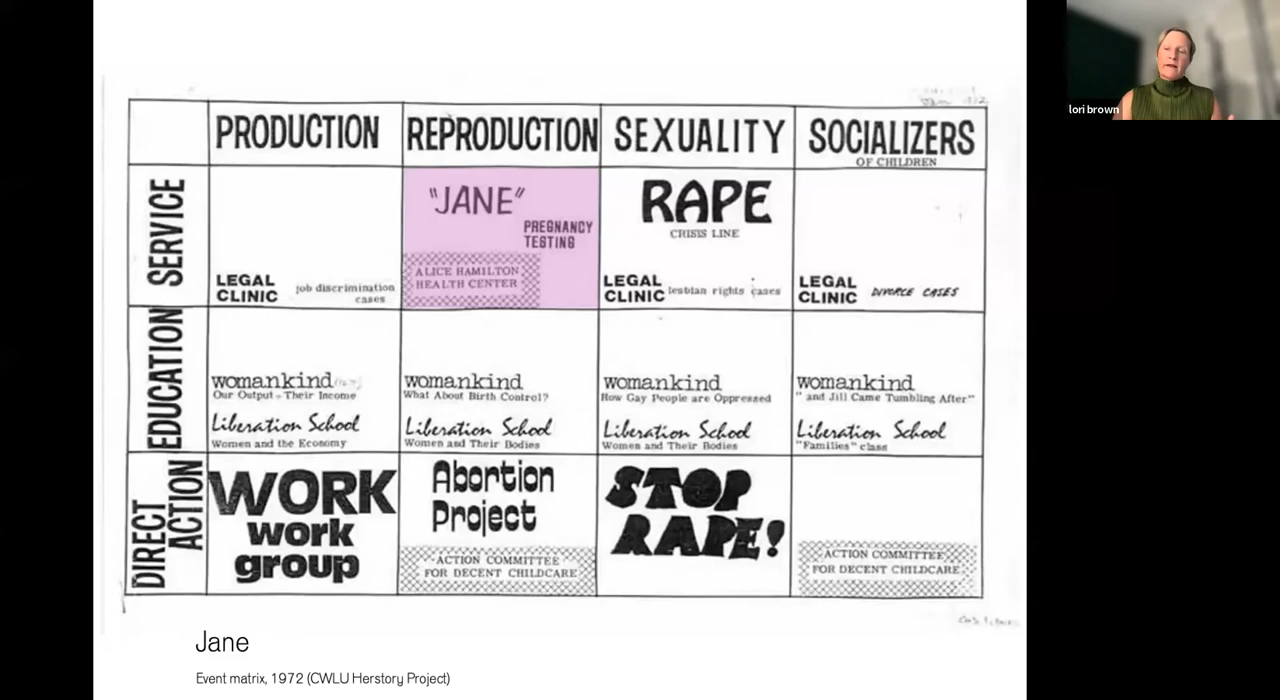 lori brown
PRODUCTION
REPRODUCTION
SEXUALITY
SOCIALIZERS
OF CHILDREN
SERVICE
LEGAL
CLINIC
job discrimination
cases
"JANE"
PREGNANCY
TESTING
ALICE HAMILTON
HEALTH CENTER
RAPE
CRISIS LINE
LEGAL
CLINIC
lesbian rights cases
LEGAL
CLINIC
DIVORCE CASES
EDUCATION
womankind
Our Output - Their Income
Liberation School
Women and the Economy
womankind
What About Birth Control?
Liberation School
Women and Their Bodies
womankind
How Gay People are Oppressed
Liberation School
Women and Their Bodies
womankind
" and Jill Came Tumbling After"
Liberation School
"Families" class
DIRECT
ACTION
WORK
work
group
Abortion
Project
ACTION COMMITTEE
FOR DECENT CHILDCARE
STOP
RAPE!
ACTION COMMITTEE
FOR DECENT CHILDCARE
Jane
Event matrix, 1972 (CWLU Herstory Project)